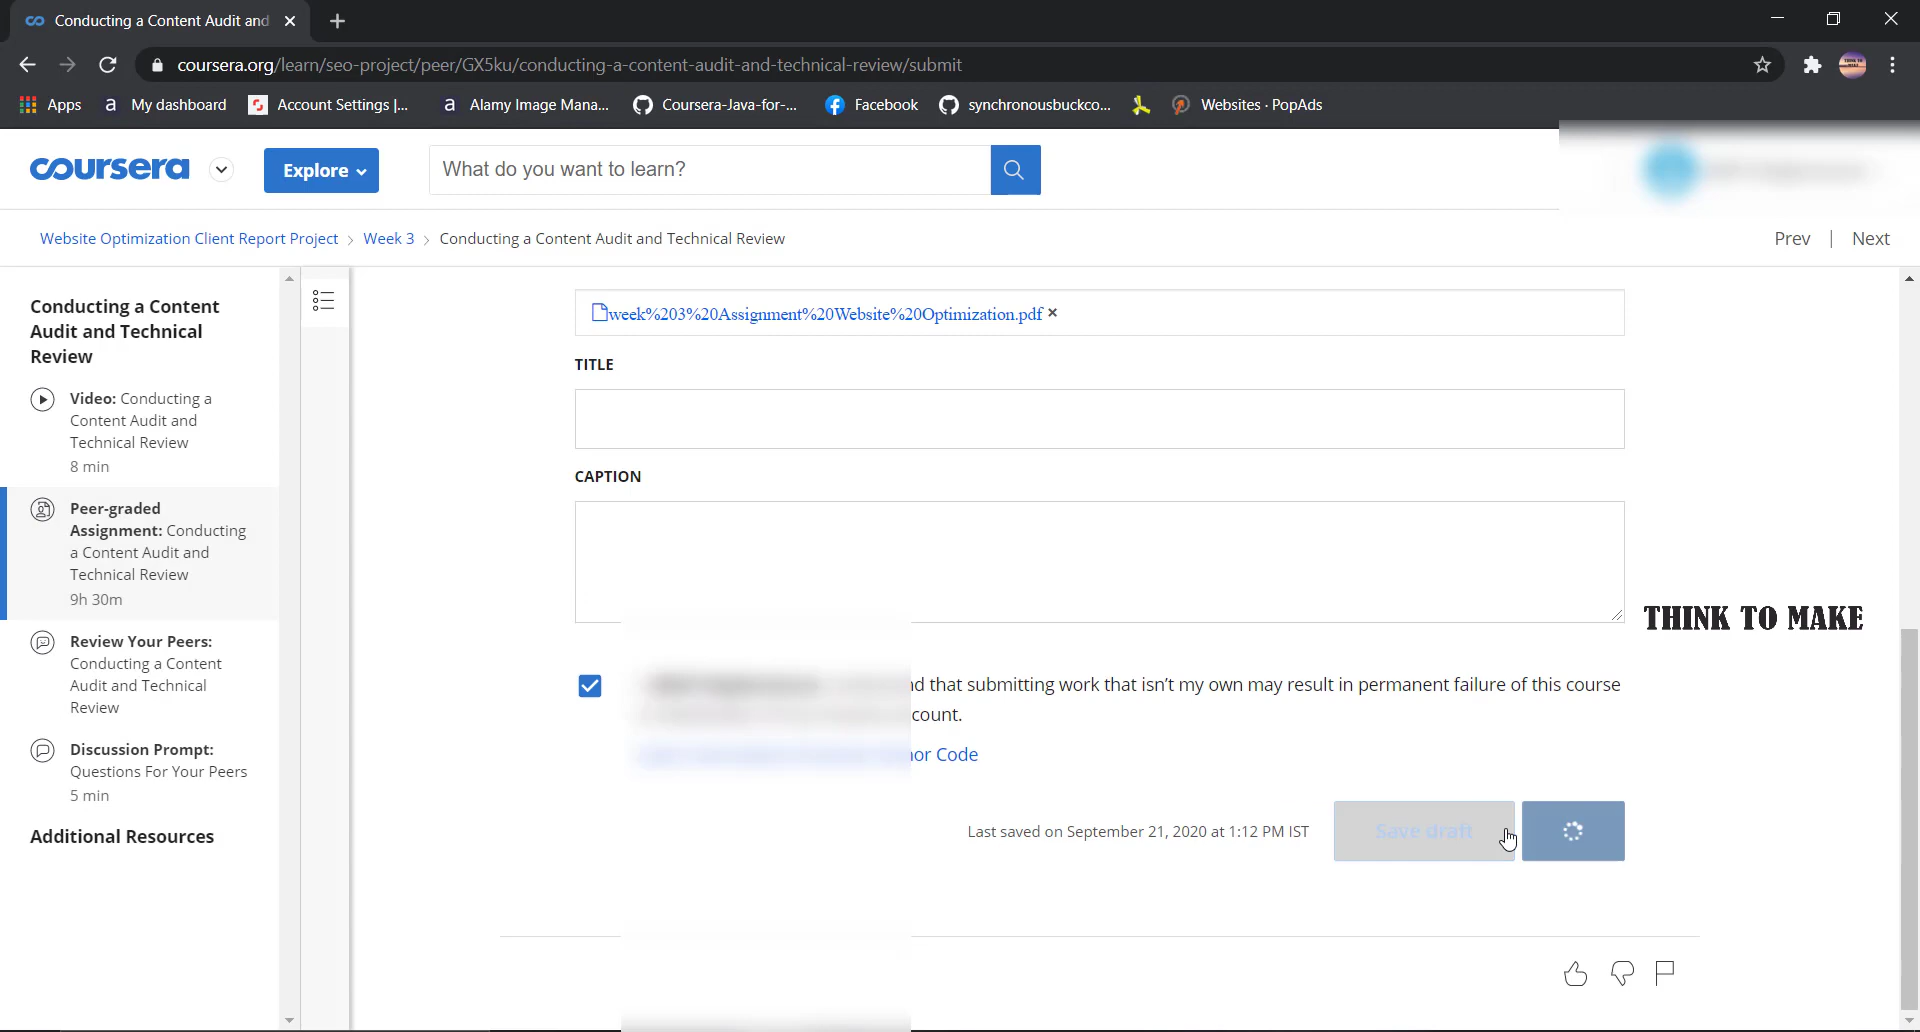 Conducting a Content Audit and
coursera.org/learn/seo-project/peer/GX5ku/conducting-a-content-audit-and-technical-review/submit
Apps
My dashboard
Account Settings |...
Alamy Image Mana...
Coursera-Java-for-...
Facebook
synchronousbuckco...
Websites · PopAds
coursera
Explore
What do you want to learn?
Website Optimization Client Report Project > Week 3 > Conducting a Content Audit and Technical Review
Prev | Next
Conducting a Content
Audit and Technical
Review
Video: Conducting a
Content Audit and
Technical Review
8 min
Peer-graded
Assignment: Conducting
a Content Audit and
Technical Review
9h 30m
Review Your Peers:
Conducting a Content
Audit and Technical
Review
Discussion Prompt:
Questions For Your Peers
5 min
Additional Resources
week%203%20Assignment%20Website%20Optimization.pdf ×
TITLE
CAPTION
THINK TO MAKE
that submitting work that isn't my own may result in permanent failure of this course
count.
Code
Last saved on September 21, 2020 at 1:12 PM IST
Save draft